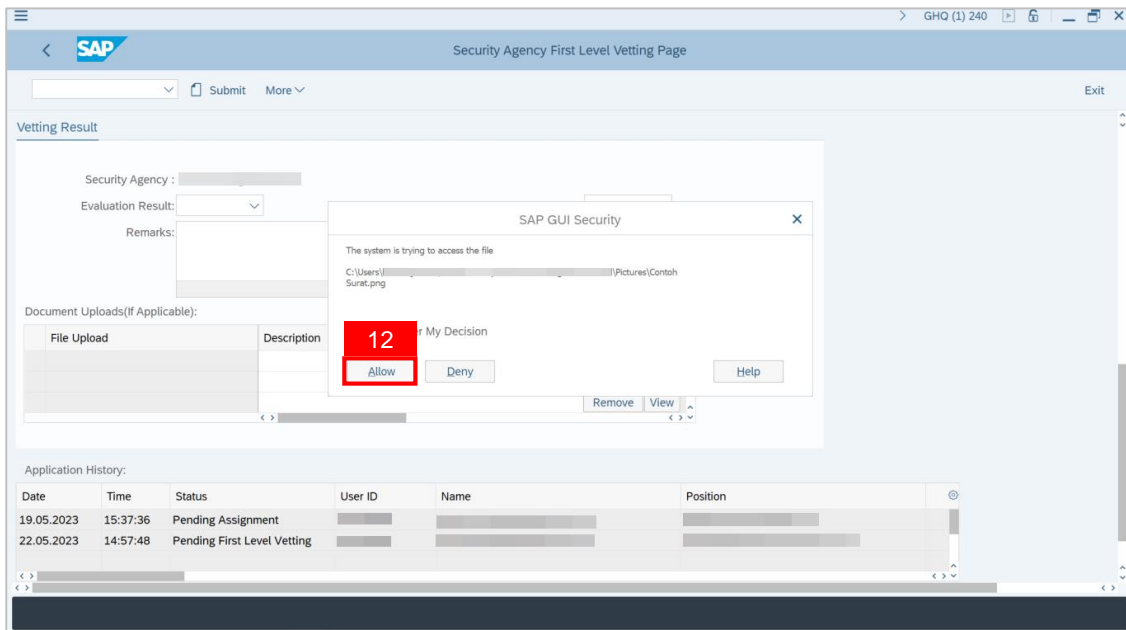 GHQ (1) 240
SAP
Security Agency First Level Vetting Page
Submit More Exit
Vetting Result
Security Agency :
Evaluation Result:
Remarks:
SAP GUI Security
The system is trying to access the file
C:\Users\ \Pictures\Contoh
Surat.png
12
My Decision
Allow Deny Help
Document Uploads(If Applicable):
File Upload Description
Remove View
Application History:
Date Time Status User ID Name Position
19.05.2023 15:37:36 Pending Assignment
22.05.2023 14:57:48 Pending First Level Vetting